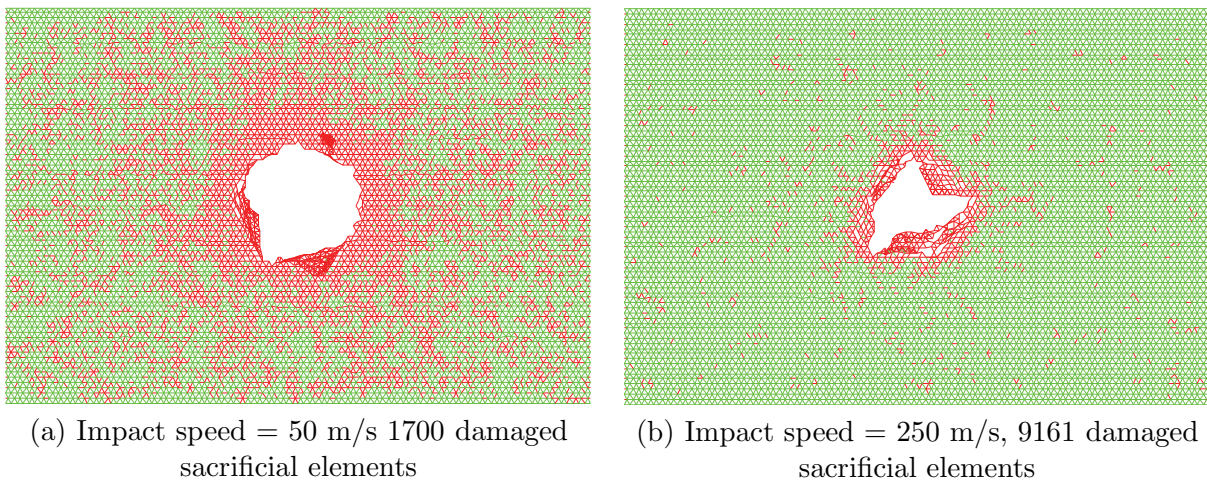 (a) Impact speed = 50 m/s 1700 damaged
sacrificial elements
(b) Impact speed = 250 m/s, 9161 damaged
sacrificial elements